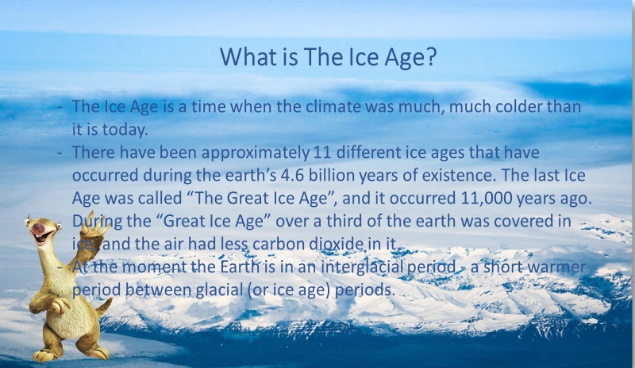 What is The Ice Age?
- The Ice Age is a time when the climate was much, much colder than
it is today.
- There have been approximately 11 different ice ages that have
occurred during the earth's 4.6 billion years of existence. The last Ice
Age was called “The Great Ice Age”, and it occurred 11,000 years ago.
During the “Great Ice Age” over a third of the earth was covered in
ice, and the air had less carbon dioxide in it.
- At the moment the Earth is in an interglacial period - a short warmer
period between glacial (or ice age) periods.